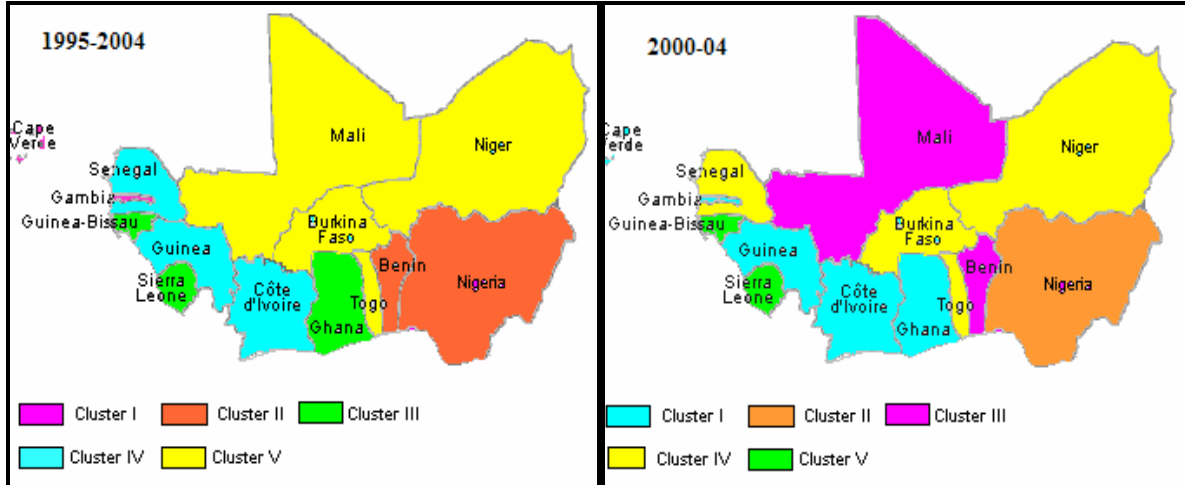 1995-2004
Cape
Verde
Senegal
Gambia
Guinea-Bissau
Guinea
Sierra
Leone
Côte
d'Ivoire
Ghana
Togo
Benin
Nigeria
Burkina
Faso
Mali
Niger
Cluster I
Cluster II
Cluster III
Cluster IV
Cluster V
2000-04
Cape
Verde
Senegal
Gambia
Guinea-Bissau
Guinea
Sierra
Leone
Côte
d'Ivoire
Ghana
Togo
Benin
Nigeria
Burkina
Faso
Mali
Niger
Cluster I
Cluster II
Cluster III
Cluster IV
Cluster V